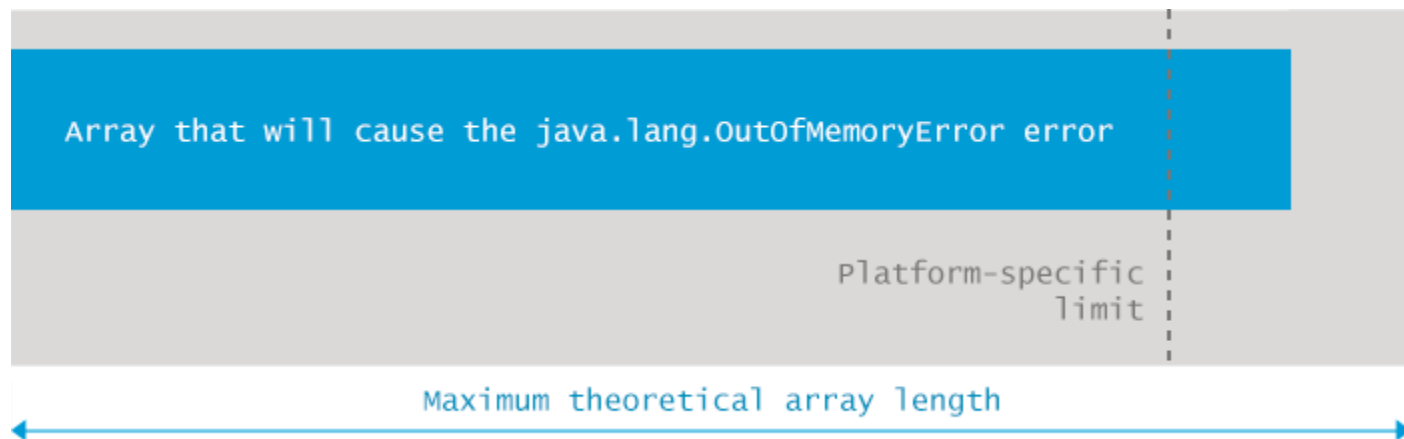 Array that will cause the java.lang.OutOfMemoryError error
Platform-specific
limit
Maximum theoretical array length